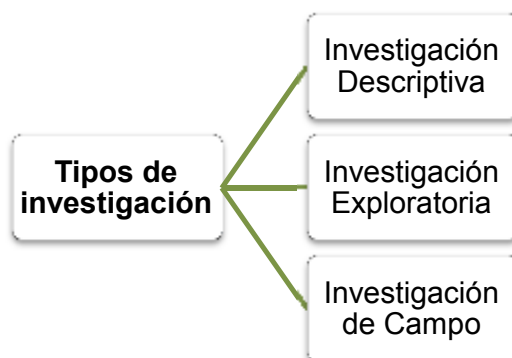 Investigación
Descriptiva
Tipos de
investigación
Investigación
Exploratoria
Investigación
de Campo